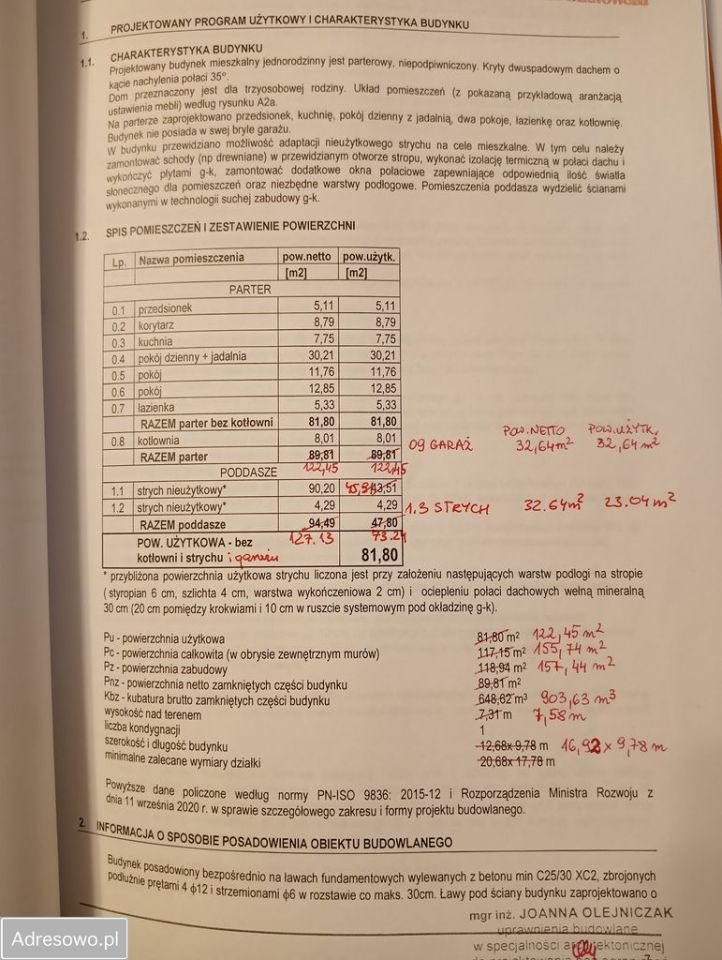 1. PROJEKTOWANY PROGRAM UŻYTKOWY I CHARAKTERYSTYKA BUDYNKU
1.1. CHARAKTERYSTYKA BUDYNKU
Projektowany budynek mieszkalny jednorodzinny jest parterowy, niepodpiwniczony. Kryty dwuspadowym dachem o
kącie nachylenia połaci 35°.
Dom przeznaczony jest dla trzyosobowej rodziny. Układ pomieszczeń (z pokazaną przykładową aranżacją
ustawienia mebli) według rysunku A2a.
Na parterze zaprojektowano przedsionek, kuchnię, pokój dzienny z jadalnią, dwa pokoje, łazienkę oraz kotłownię.
Budynek nie posiada w swej bryle garażu.
W budynku przewidziano możliwość adaptacji nieużytkowego strychu na cele mieszkalne. W tym celu należy
zamontować schody (np drewniane) w przewidzianym otworze stropu, wykonać izolację termiczną w połaci dachu i
wykończyć płytami g-k, zamontować dodatkowe okna połaciowe zapewniające odpowiednią ilość światła
słonecznego dla pomieszczeń oraz niezbędne warstwy podłogowe. Pomieszczenia poddasza wydzielić ścianami
wykonanymi w technologii suchej zabudowy g-k.
1.2. SPIS POMIESZCZEŃ I ZESTAWIENIE POWIERZCHNI
Lp. Nazwa pomieszczenia pow.netto pow.użytk.
[m2] [m2]
PARTER
0.1 przedsionek 5,11 5,11
0.2 korytarz 8,79 8,79
0.3 kuchnia 7,75 7,75
0.4 pokój dzienny + jadalnia 30,21 30,21
0.5 pokój 11,76 11,76
0.6 pokój 12,85 12,85
0.7 łazienka 5,33 5,33
RAZEM parter bez kotłowni 81,80 81,80 POW.NETTO POW.UŻYTK.
0.8 kotłownia 8,01 8,01 09 GARAŻ 32,64m² 32,64m²
RAZEM parter 89,81 89,81
PODDASZE 122,45 122,45
1.1 strych nieużytkowy* 90,20 43,51
1.2 strych nieużytkowy* 4,29 4,29 1.3 STRYCH 32.64m² 23.04m²
RAZEM poddasze 94,49 47,80
POW. UŻYTKOWA - bez 127.13 73.21
kotłowni i strychu i garażu 81,80
* przybliżona powierzchnia użytkowa strychu liczona jest przy założeniu następujących warstw podłogi na stropie
( styropian 6 cm, szlichta 4 cm, warstwa wykończeniowa 2 cm) i ociepleniu połaci dachowych wełną mineralną
30 cm (20 cm pomiędzy krokwiami i 10 cm w ruszcie systemowym pod okładzinę g-k).
Pu - powierzchnia użytkowa 81,80 m² 122,45m²
Pc - powierzchnia całkowita (w obrysie zewnętrznym murów) 117,15 m² 155,74 m²
Pz - powierzchnia zabudowy 118,94 m² 157,44 m²
Pnz - powierzchnia netto zamkniętych części budynku 89,81 m²
Kbz - kubatura brutto zamkniętych części budynku 648,62 m³ 903,63 m³
wysokość nad terenem 7,31 m 7,58m
liczba kondygnacji 1
szerokość i długość budynku 12,68x 9,78 m 16,92 x 9,78 m
minimalne zalecane wymiary działki 20,68x 17,78 m
Powyższe dane policzone według normy PN-ISO 9836: 2015-12 i Rozporządzenia Ministra Rozwoju z
dnia 11 września 2020 r. w sprawie szczegółowego zakresu i formy projektu budowlanego.
2. INFORMACJA O SPOSOBIE POSADOWIENIA OBIEKTU BUDOWLANEGO
Budynek posadowiony bezpośrednio na ławach fundamentowych wylewanych z betonu min C25/30 XC2, zbrojonych
podłużnie prętami 4 ϕ12 i strzemionami ϕ6 w rozstawie co maks. 30cm. Ławy pod ściany budynku zaprojektowano o
mgr inż. JOANNA OLEJNICZAK
uprawnienia budowlane
w specjalności architektonicznej
Adresowo.pl